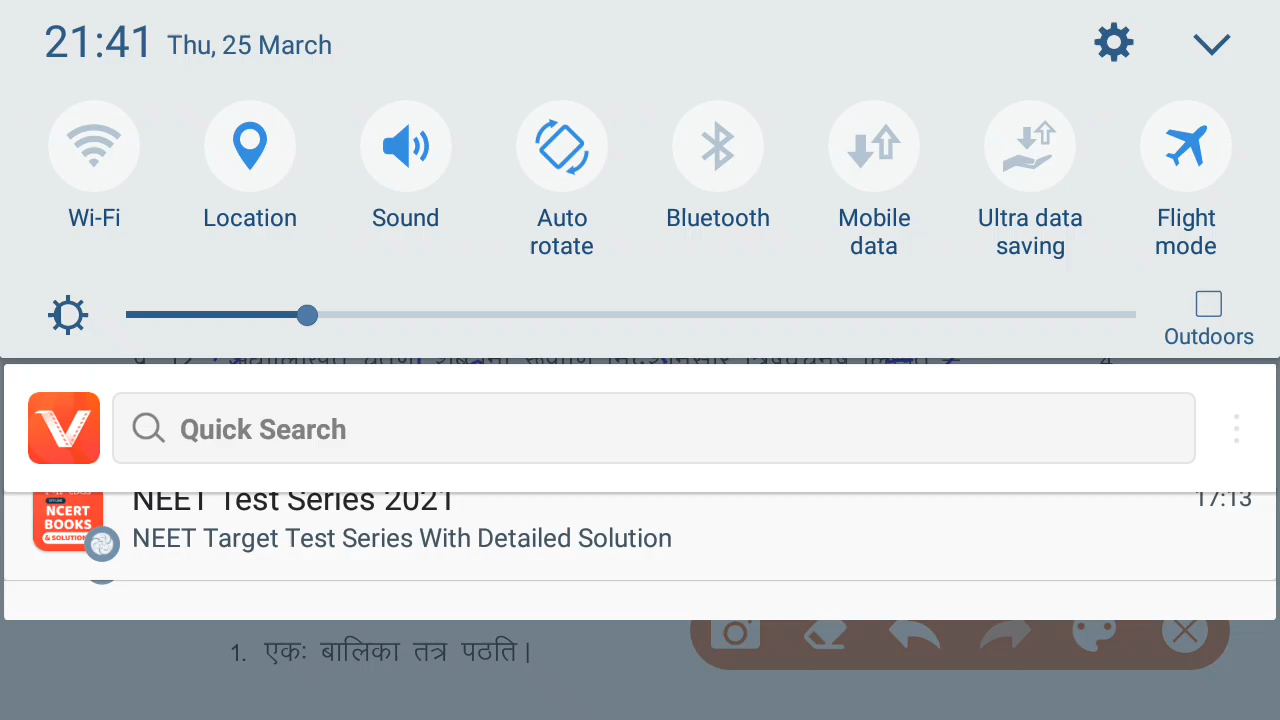 21:41 Thu, 25 March
Wi-Fi
Location
Sound
Auto rotate
Bluetooth
Mobile data
Ultra data saving
Flight mode
Outdoors
Quick Search
NEET Test Series 2021 17:13
NCERT
BOOKS
& SOLUTION
NEET Target Test Series With Detailed Solution
1. एकः बालिका तत्र पठति।